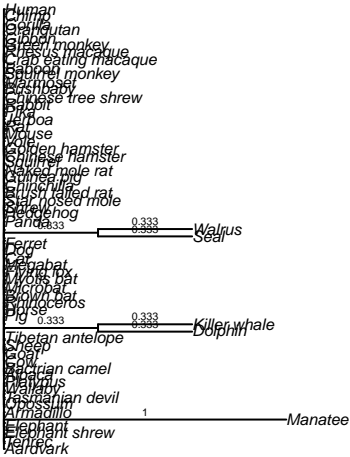 Human
Chimp
Gorilla
Orangutan
Gibbon
Green monkey
Rhesus macaque
Crab eating macaque
Baboon
Squirrel monkey
Marmoset
Bushbaby
Chinese tree shrew
Rabbit
Pika
Jerboa
Rat
Mouse
Vole
Golden hamster
Chinese hamster
Squirrel
Naked mole rat
Guinea pig
Chinchilla
Brush tailed rat
Star nosed mole
Shrew
Hedgehog
Panda
0.333
0.333
Walrus
0.333
Seal
Ferret
Dog
Cat
Megabat
Flying fox
Myotis bat
Microbat
Brown bat
Rhinoceros
Horse
Pig
0.333
0.333
Killer whale
0.333
Dolphin
Tibetan antelope
Sheep
Goat
Cow
Bactrian camel
Alpaca
Platypus
Wallaby
Tasmanian devil
Opossum
Armadillo
1
Manatee
Elephant
Elephant shrew
Tenrec
Aardvark